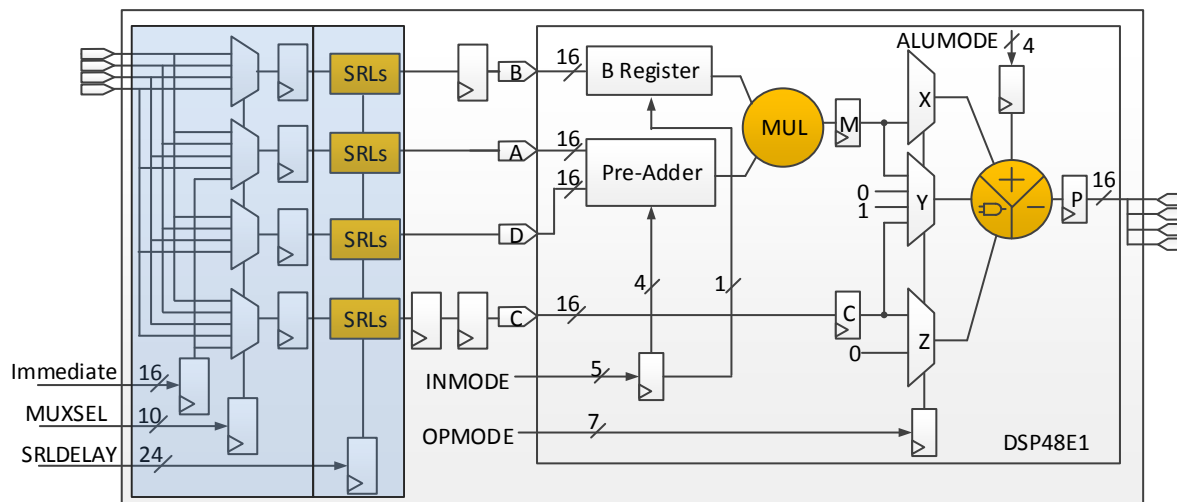 ALUMODE
4
SRLs
B
16
B Register
X
MUL
M
SRLs
A
16
Pre-Adder
16
0
1
Y
P
16
SRLs
D
4
1
SRLs
C
16
C
Z
0
Immediate
16
INMODE
5
MUXSEL
10
OPMODE
7
DSP48E1
SRLDELAY
24